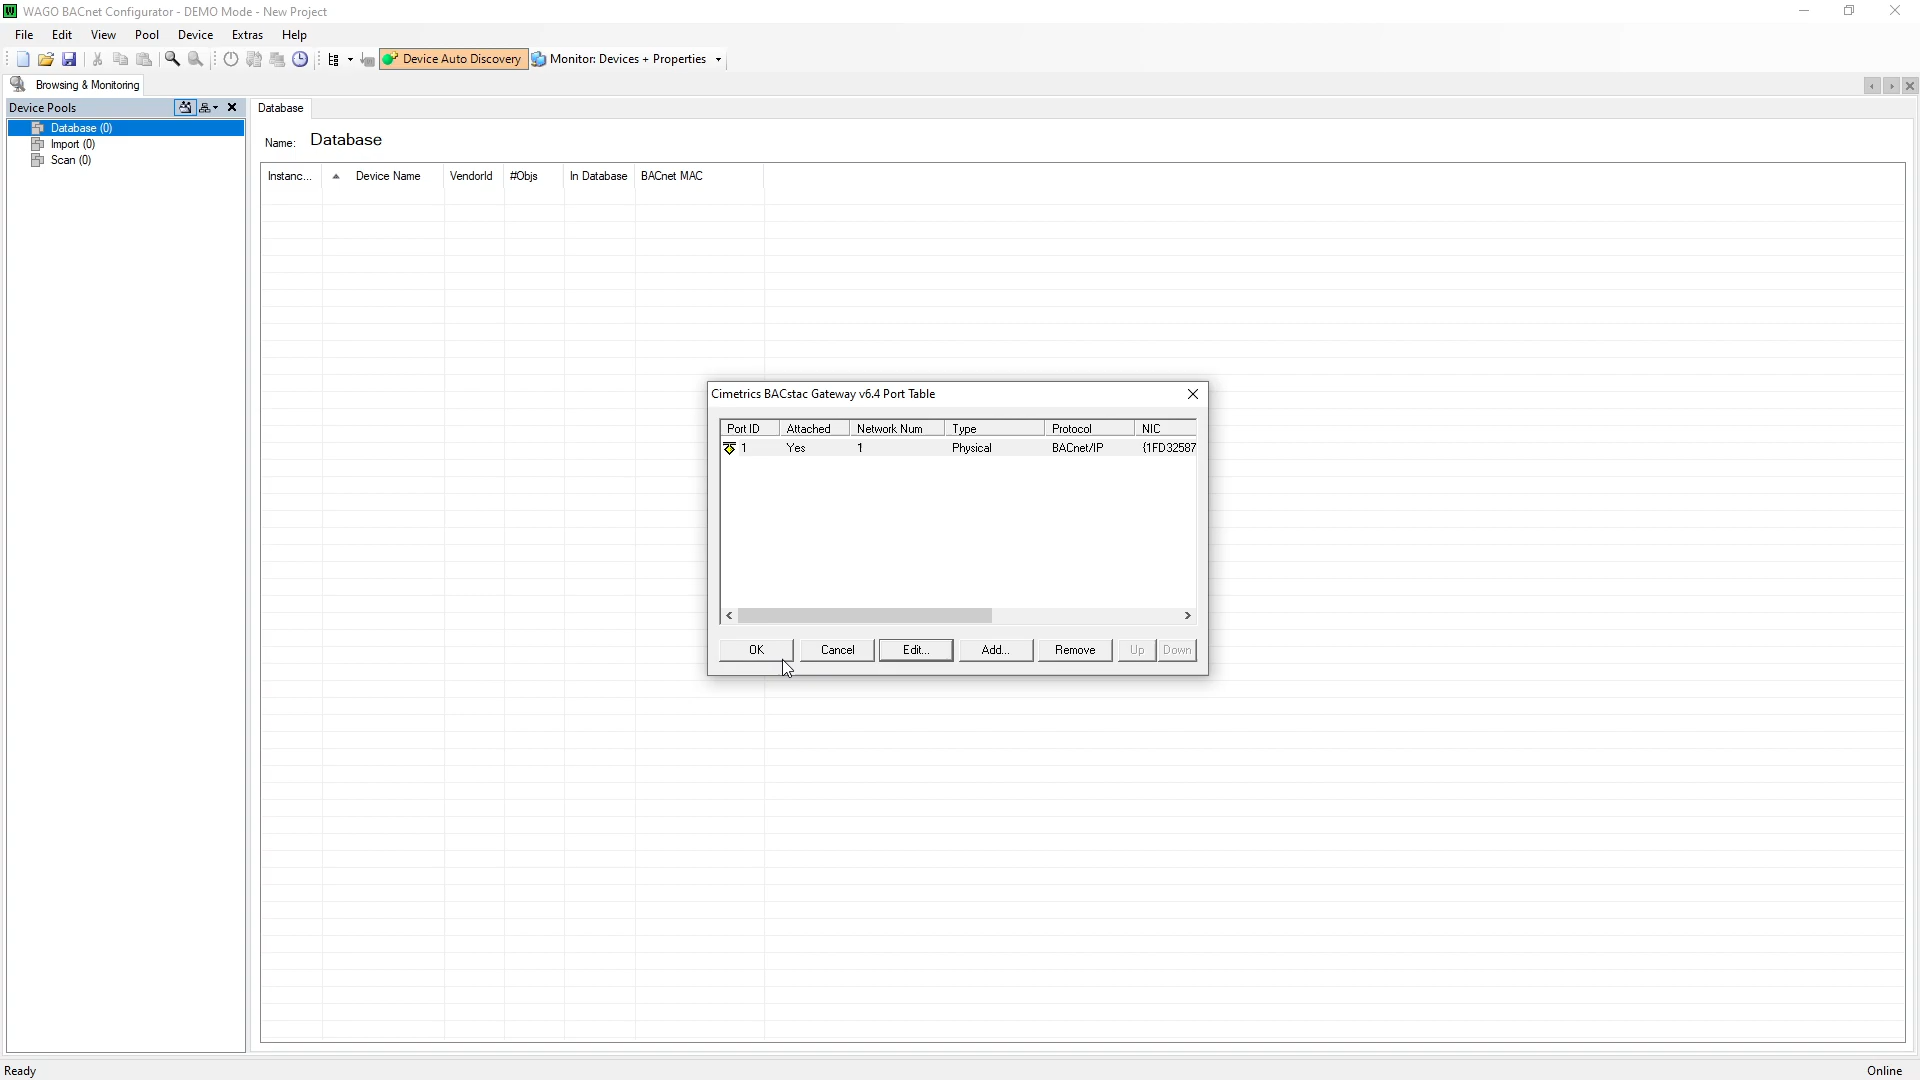 WAGO BACnet Configurator - DEMO Mode - New Project
File Edit View Pool Device Extras Help
Device Auto Discovery Monitor: Devices + Properties
Browsing & Monitoring
Device Pools
Database (0)
Import (0)
Scan (0)
Database
Name: Database
Instanc... Device Name VendorId #Objs In Database BACnet MAC
Cimetrics BACstac Gateway v6.4 Port Table
Port ID Attached Network Num Type Protocol NIC
1 Yes 1 Physical BACnet/IP {1FD32587
OK Cancel Edit... Add... Remove Up Down
Ready Online